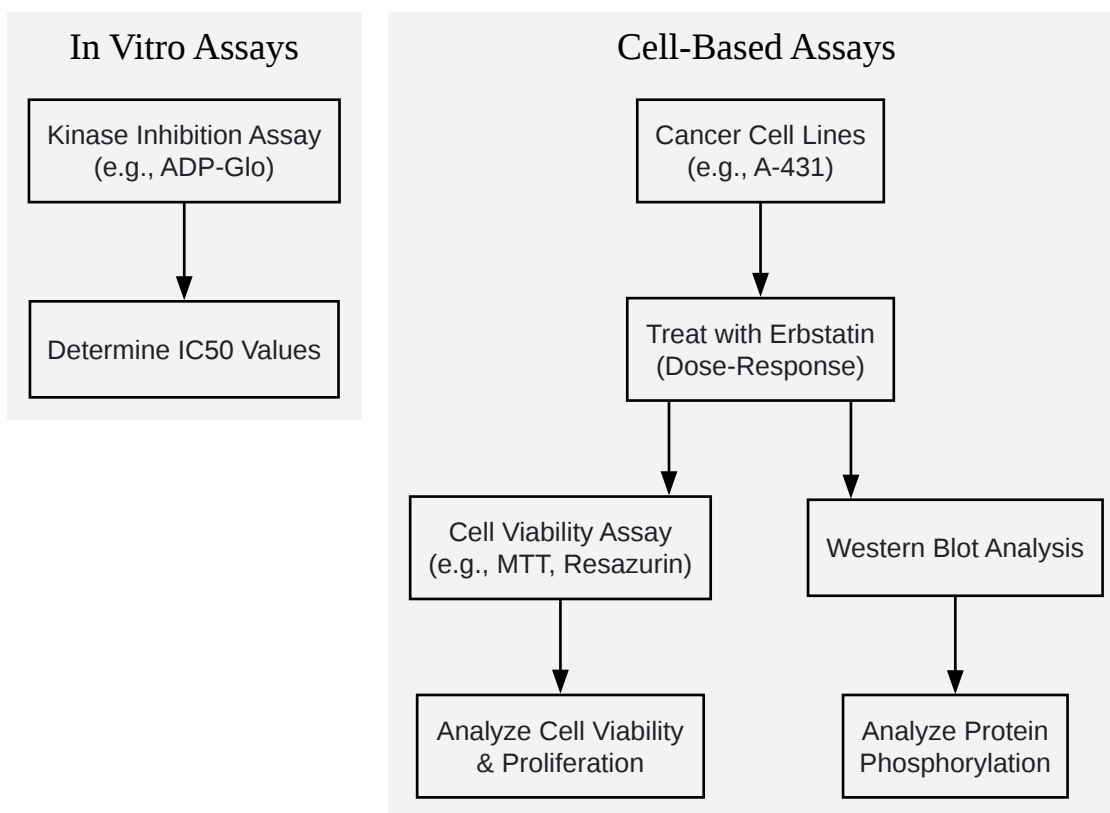 In Vitro Assays
Kinase Inhibition Assay
(e.g., ADP-Glo)
Determine IC50 Values
Cell-Based Assays
Cancer Cell Lines
(e.g., A-431)
Treat with Erbstatin
(Dose-Response)
Cell Viability Assay
(e.g., MTT, Resazurin)
Western Blot Analysis
Analyze Cell Viability
& Proliferation
Analyze Protein
Phosphorylation